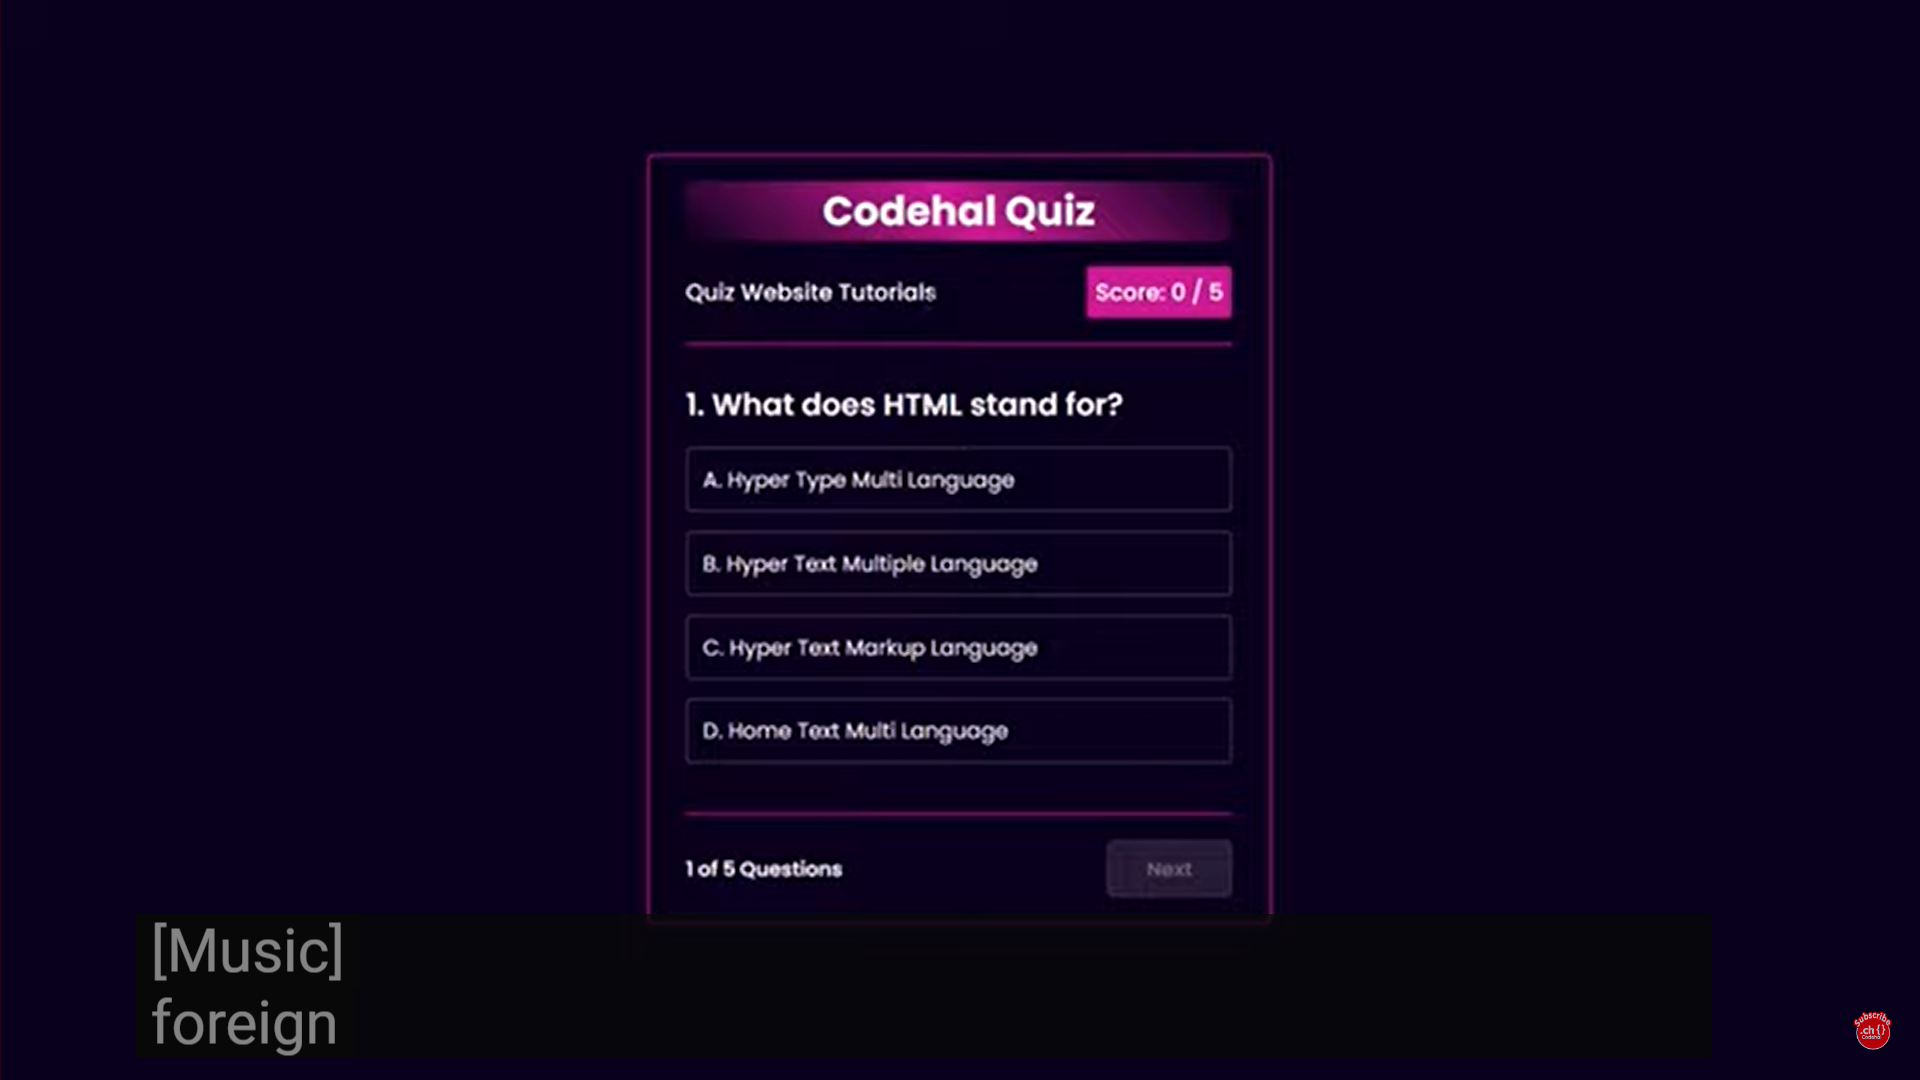 Codehal Quiz
Quiz Website Tutorials
Score: 0 / 5
1. What does HTML stand for?
A. Hyper Type Multi Language
B. Hyper Text Multiple Language
C. Hyper Text Markup Language
D. Home Text Multi Language
1 of 5 Questions
Next
[Music]
foreign
Subscribe
.ch {}
Codehal